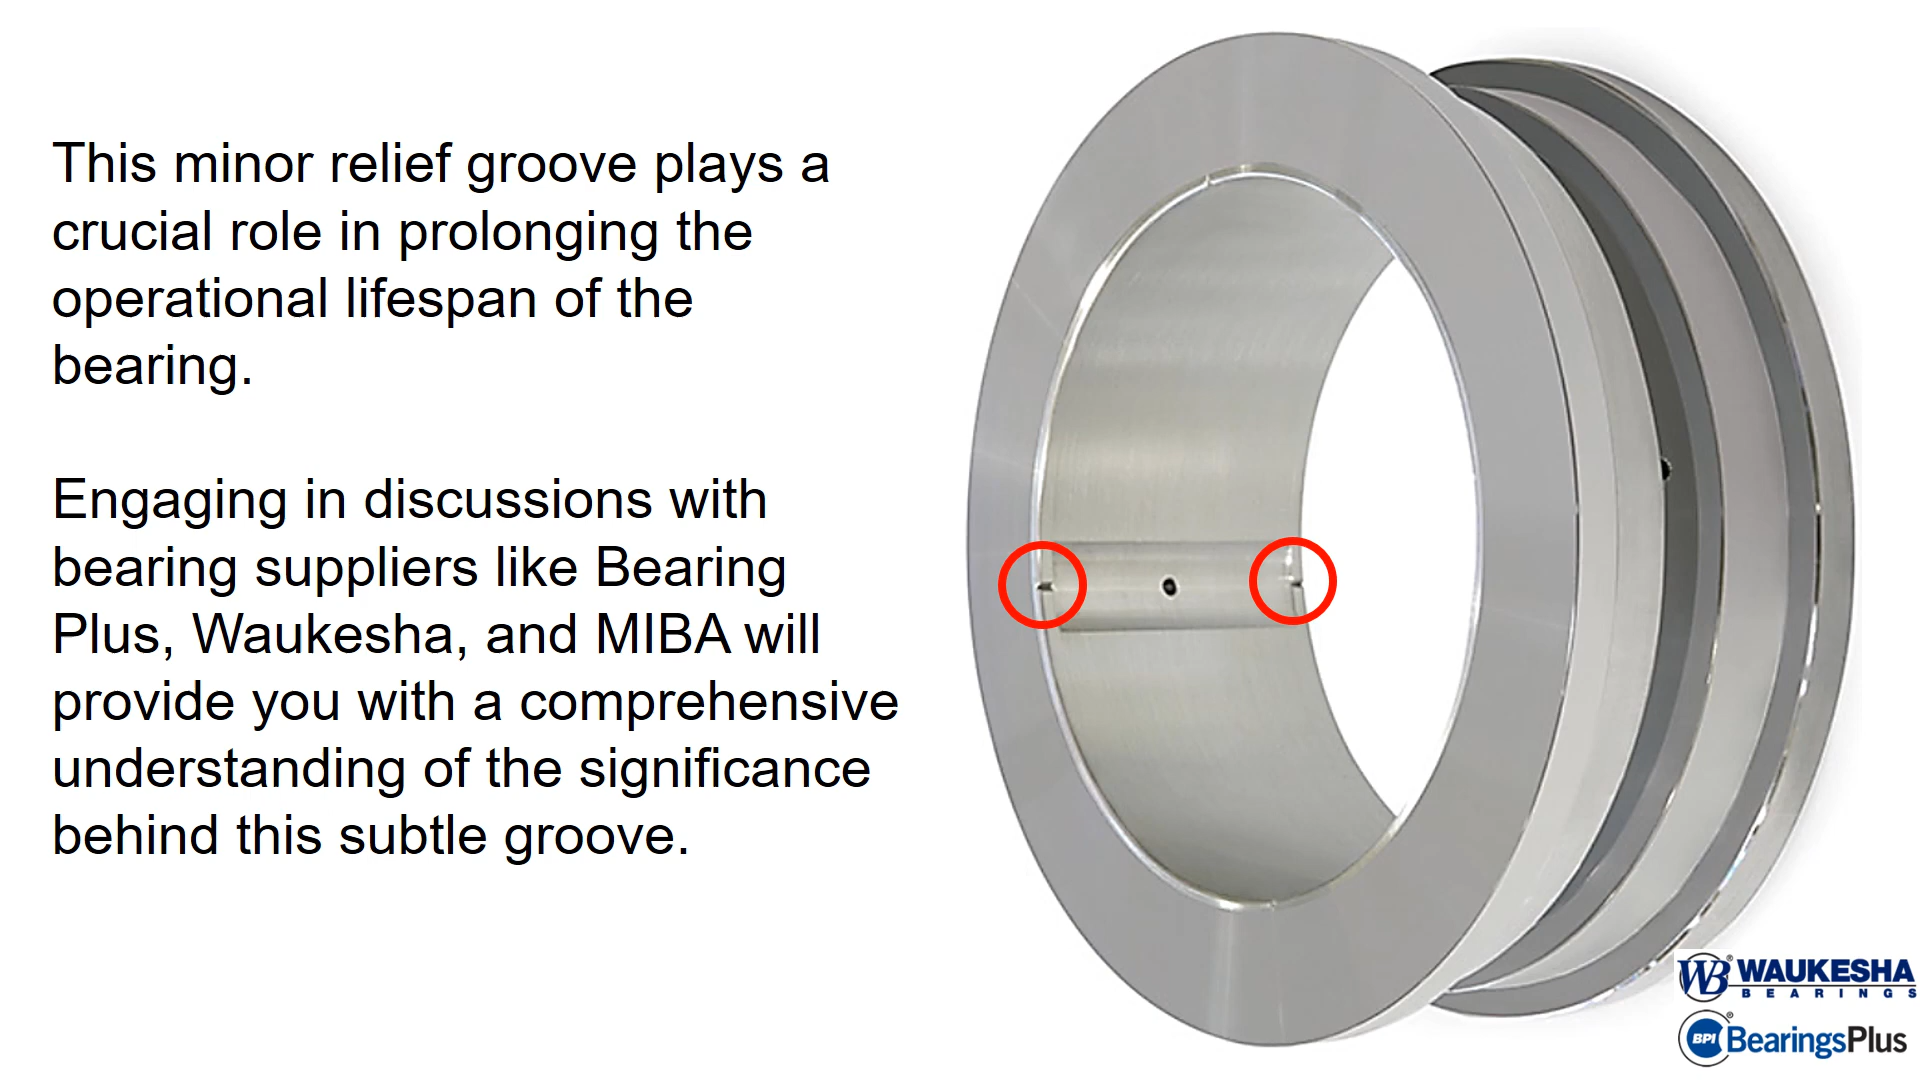 This minor relief groove plays a
crucial role in prolonging the
operational lifespan of the
bearing.
Engaging in discussions with
bearing suppliers like Bearing
Plus, Waukesha, and MIBA will
provide you with a comprehensive
understanding of the significance
behind this subtle groove.
WB® WAUKESHA
BEARINGS
BPI® BearingsPlus